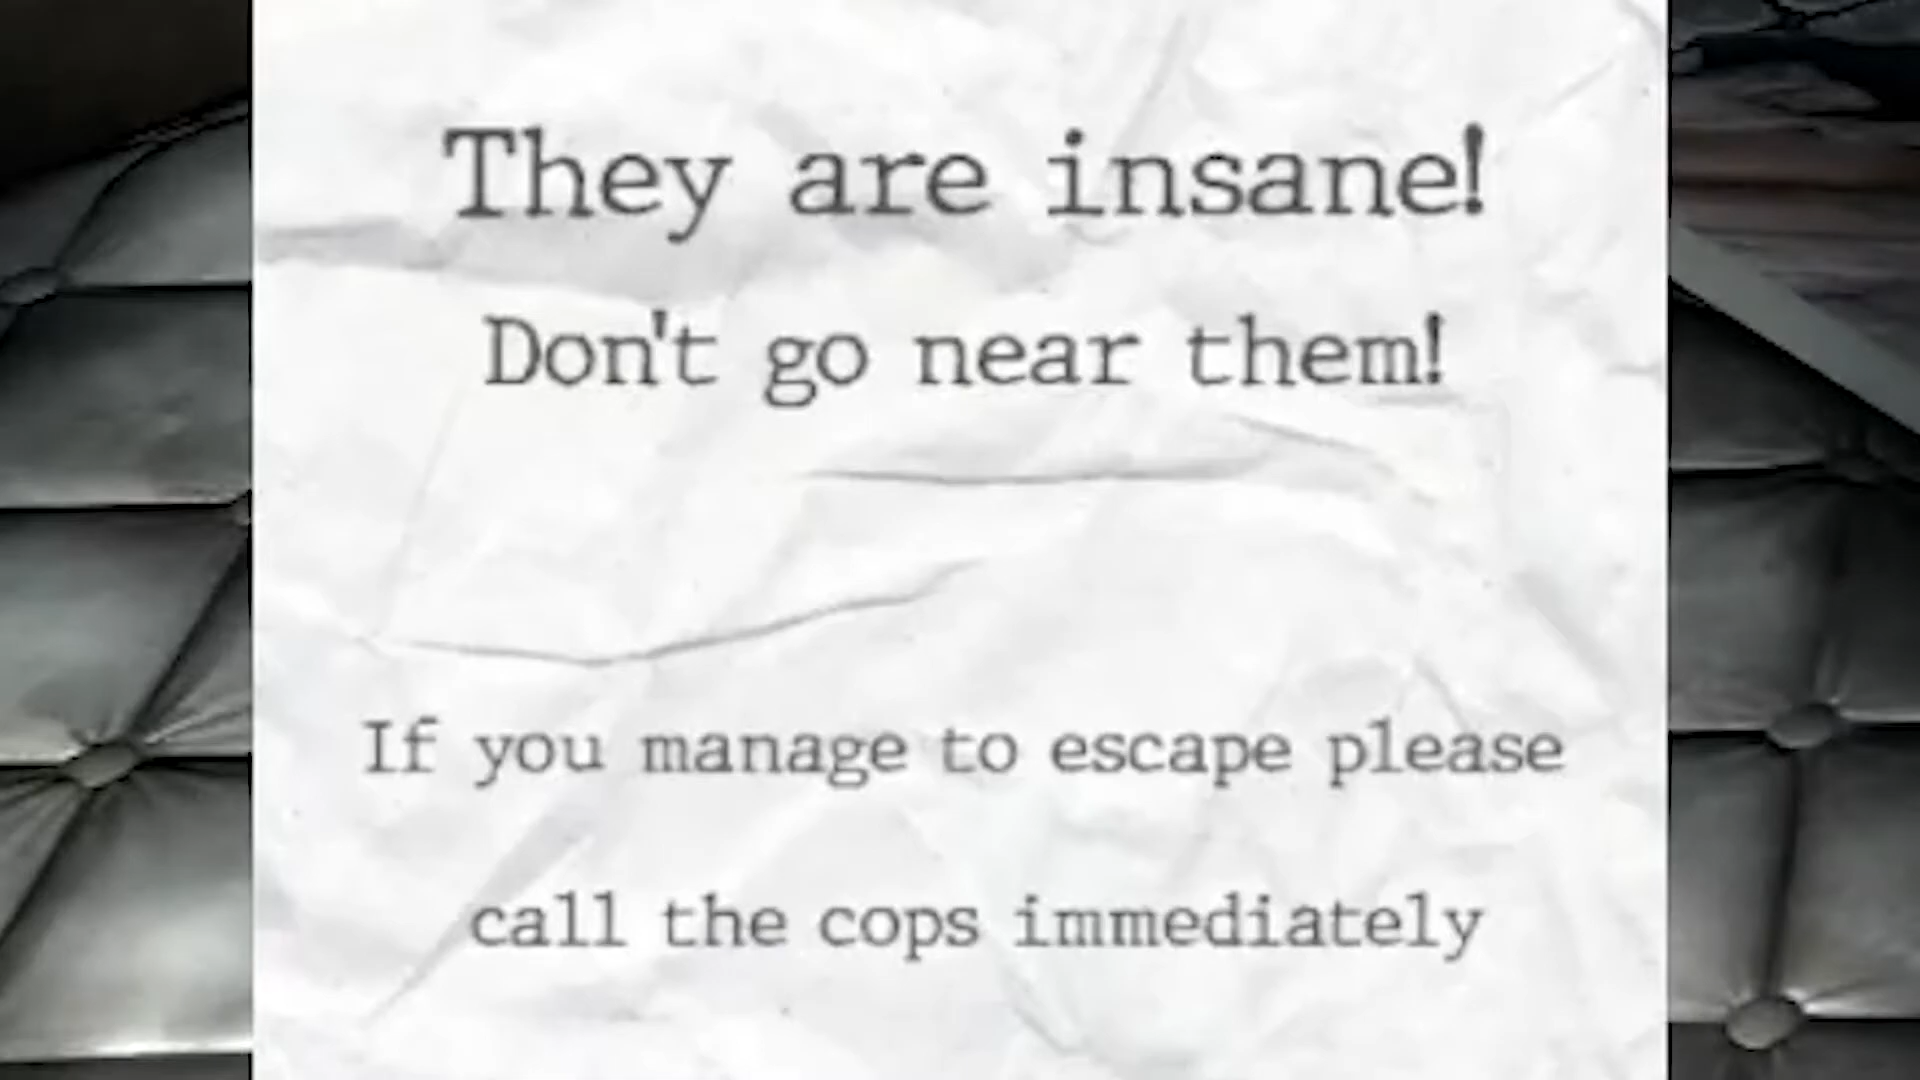 They are insane!
Don't go near them!
If you manage to escape please
call the cops immediately